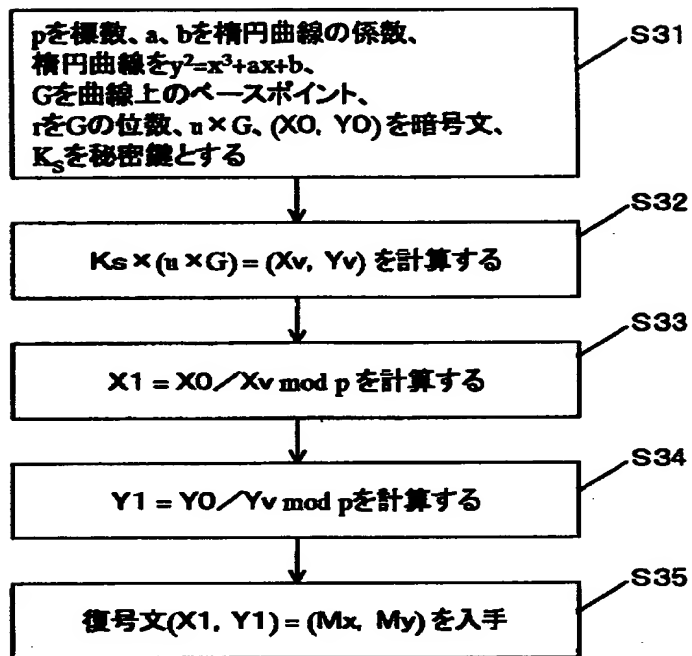 pを標数、a、bを楕円曲線の係数、
楕円曲線をy²=x³+ax+b、
Gを曲線上のベースポイント、
rをGの位数、u×G、(X0, Y0)を暗号文、
KSを秘密鍵とする
S31
Ks×(u×G)=(Xv, Yv)を計算する
S32
X1 = X0／Xv mod p を計算する
S33
Y1 = Y0／Yv mod pを計算する
S34
復号文(X1, Y1) = (Mx, My)を入手
S35